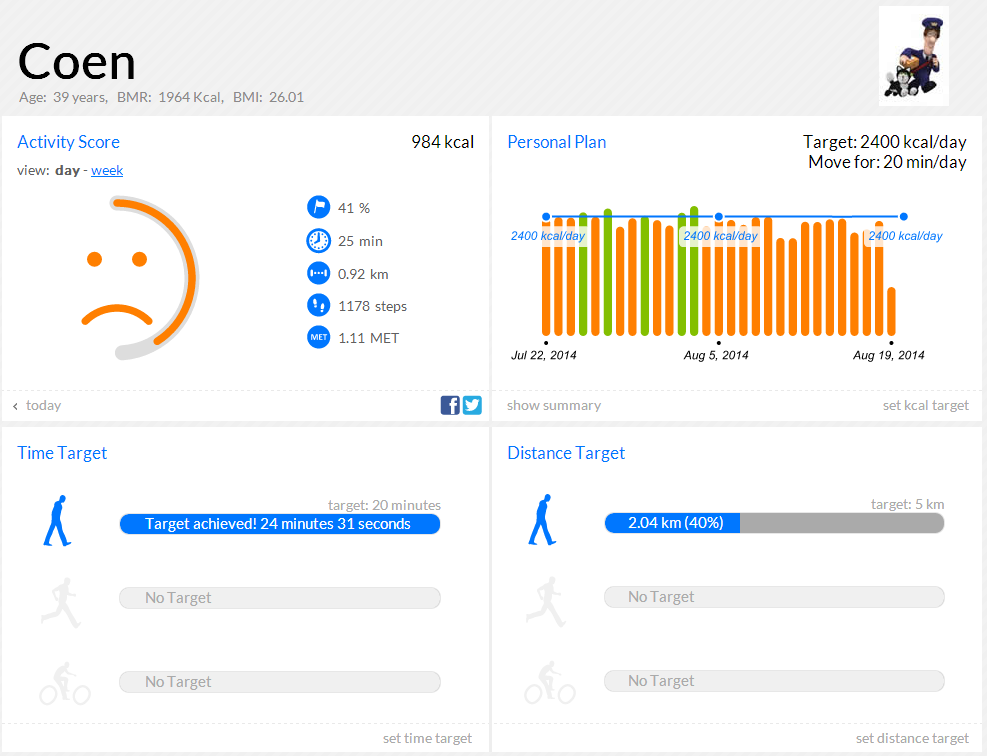 Coen
Age: 39 years, BMR: 1964 Kcal, BMI: 26.01
Activity Score
984 kcal
view: day - week
41 %
25 min
0.92 km
1178 steps
MET
1.11 MET
‹ today
f
Personal Plan
Target: 2400 kcal/day
Move for: 20 min/day
2400 kcal/day
2400 kcal/day
2400 kcal/day
Jul 22, 2014
Aug 5, 2014
Aug 19, 2014
show summary
set kcal target
Time Target
target: 20 minutes
Target achieved! 24 minutes 31 seconds
No Target
No Target
set time target
Distance Target
target: 5 km
2.04 km (40%)
No Target
No Target
set distance target